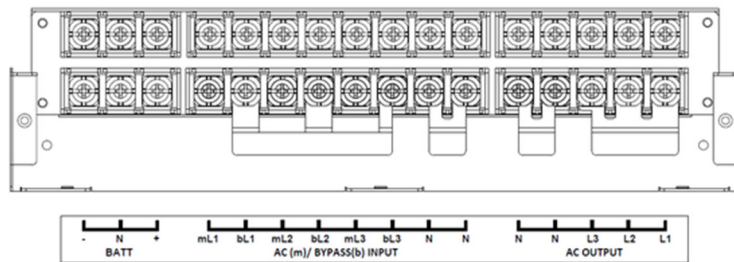 - N + mL1 bL1 mL2 bL2 mL3 bL3 N N N N L3 L2 L1
BATT AC (m)/ BYPASS(b) INPUT AC OUTPUT